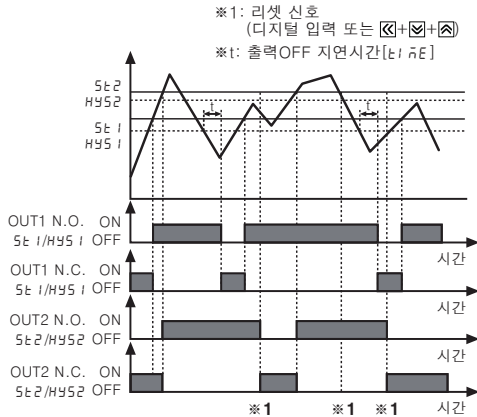 ※1: 리셋 신호
(디지털 입력 또는 ≪+≫+≫)
※t: 출력OFF 지연시간[tinE]
St2
HYS2
St1
HYS1
t
t
OUT1 N.O. ON
St1/HYS1 OFF
시간
OUT1 N.C. ON
St1/HYS1 OFF
시간
OUT2 N.O. ON
St2/HYS2 OFF
시간
OUT2 N.C. ON
St2/HYS2 OFF
※1 ※1 ※1 시간